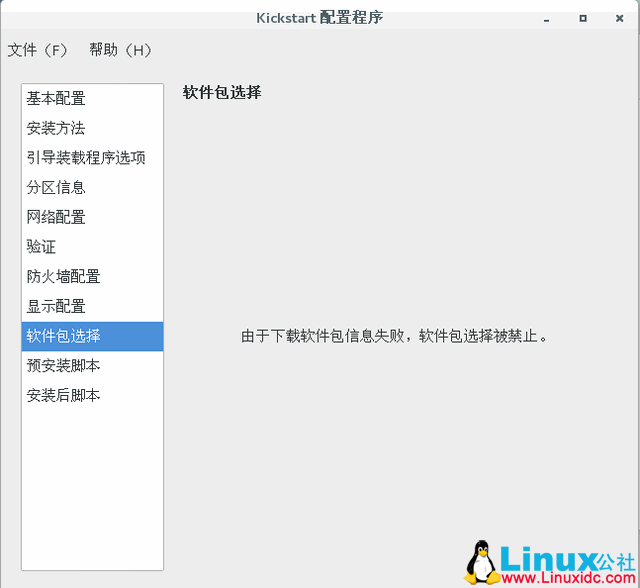 Kickstart 配置程序
文件（F） 帮助（H）
基本配置
安装方法
引导装载程序选项
分区信息
网络配置
验证
防火墙配置
显示配置
软件包选择
预安装脚本
安装后脚本
软件包选择
由于下载软件包信息失败，软件包选择被禁止。
Linux公社
www.Linuxidc.com